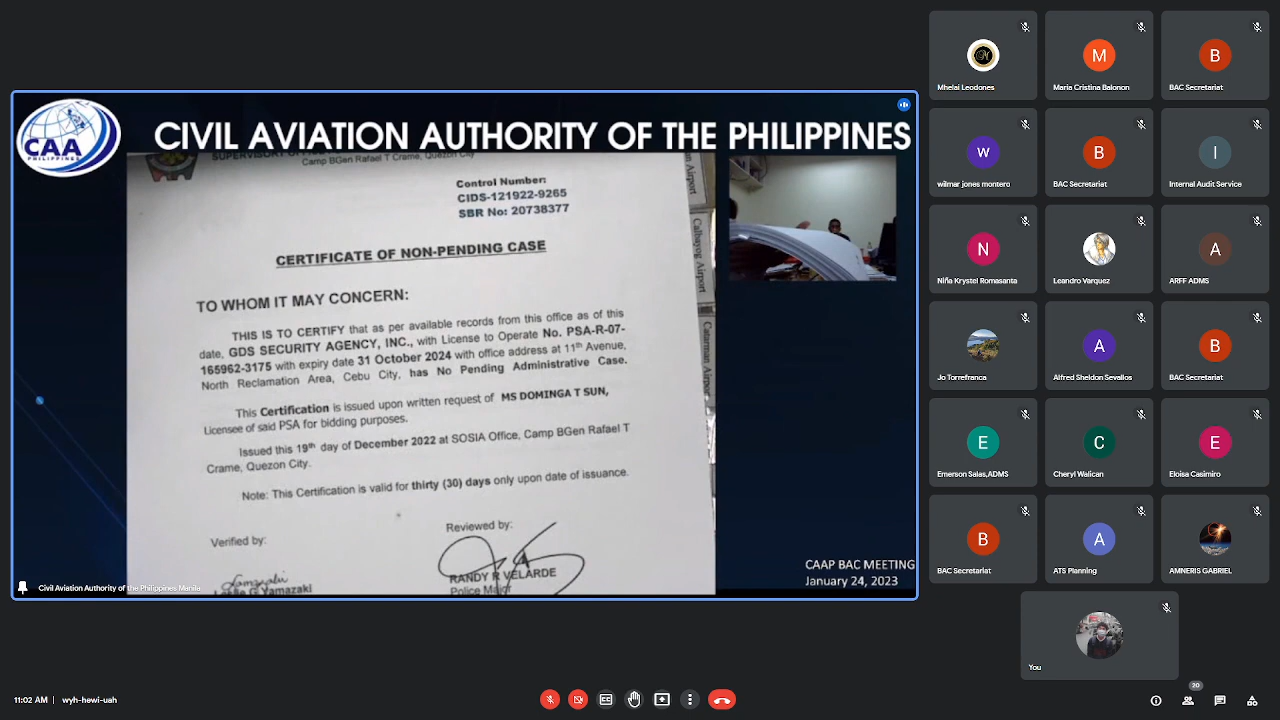 CAA
PHILIPPINES
CIVIL AVIATION AUTHORITY OF THE PHILIPPINES
Camp BGen Rafael T Crame, Quezon City
Control Number:
CIDS-121922-9265
SBR No: 20738377
CERTIFICATE OF NON-PENDING CASE
TO WHOM IT MAY CONCERN:
THIS IS TO CERTIFY that as per available records from this office as of this
date, GDS SECURITY AGENCY, INC., with License to Operate No. PSA-R-07-
165962-3175 with expiry date 31 October 2024 with office address at 11th Avenue,
North Reclamation Area, Cebu City, has No Pending Administrative Case.
This Certification is issued upon written request of MS DOMINGA T SUN,
Licensee of said PSA for bidding purposes.
Issued this 19th day of December 2022 at SOSIA Office, Camp BGen Rafael T
Crame, Quezon City.
Note: This Certification is valid for thirty (30) days only upon date of issuance.
Verified by:
Reviewed by:
Leslie G Yamazaki
RANDY R VELARDE
Police Major
Airport
Calbayog Airport
Catarman Airport
CAAP BAC MEETING
January 24, 2023
Civil Aviation Authority of the Philippines Manila
M
B
Mielai Leodones
Marie Cristina Balonon
BAC Secretariat
w
B
I
wilmar jones montero
BAC Secretariat
Indberg Trade Services
N
A
Niña Krystel Romasanta
Leandro Varquez
ARFF ADMS
A
B
Jo Torrefranca
Alfred Sheldon Sevallos
BAC Secretariat
E
C
E
Emerson Salas,ADMS
Cheryl Walican
Eloisa Casimiro
B
A
BAC Secretariat
ATS Planning
AMNERIS GABRIEL
You
11:02 AM | wyh-hewi-uah
20